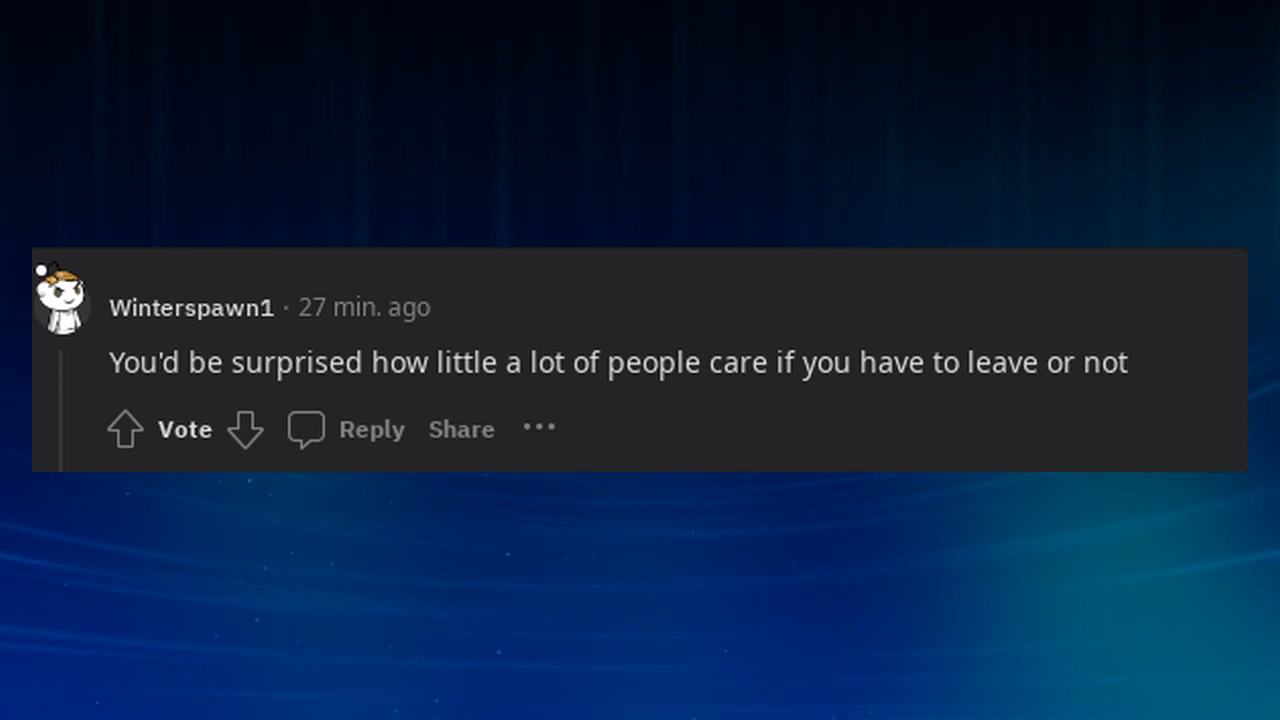 Winterspawn1 · 27 min. ago
You'd be surprised how little a lot of people care if you have to leave or not
Vote Reply Share ···